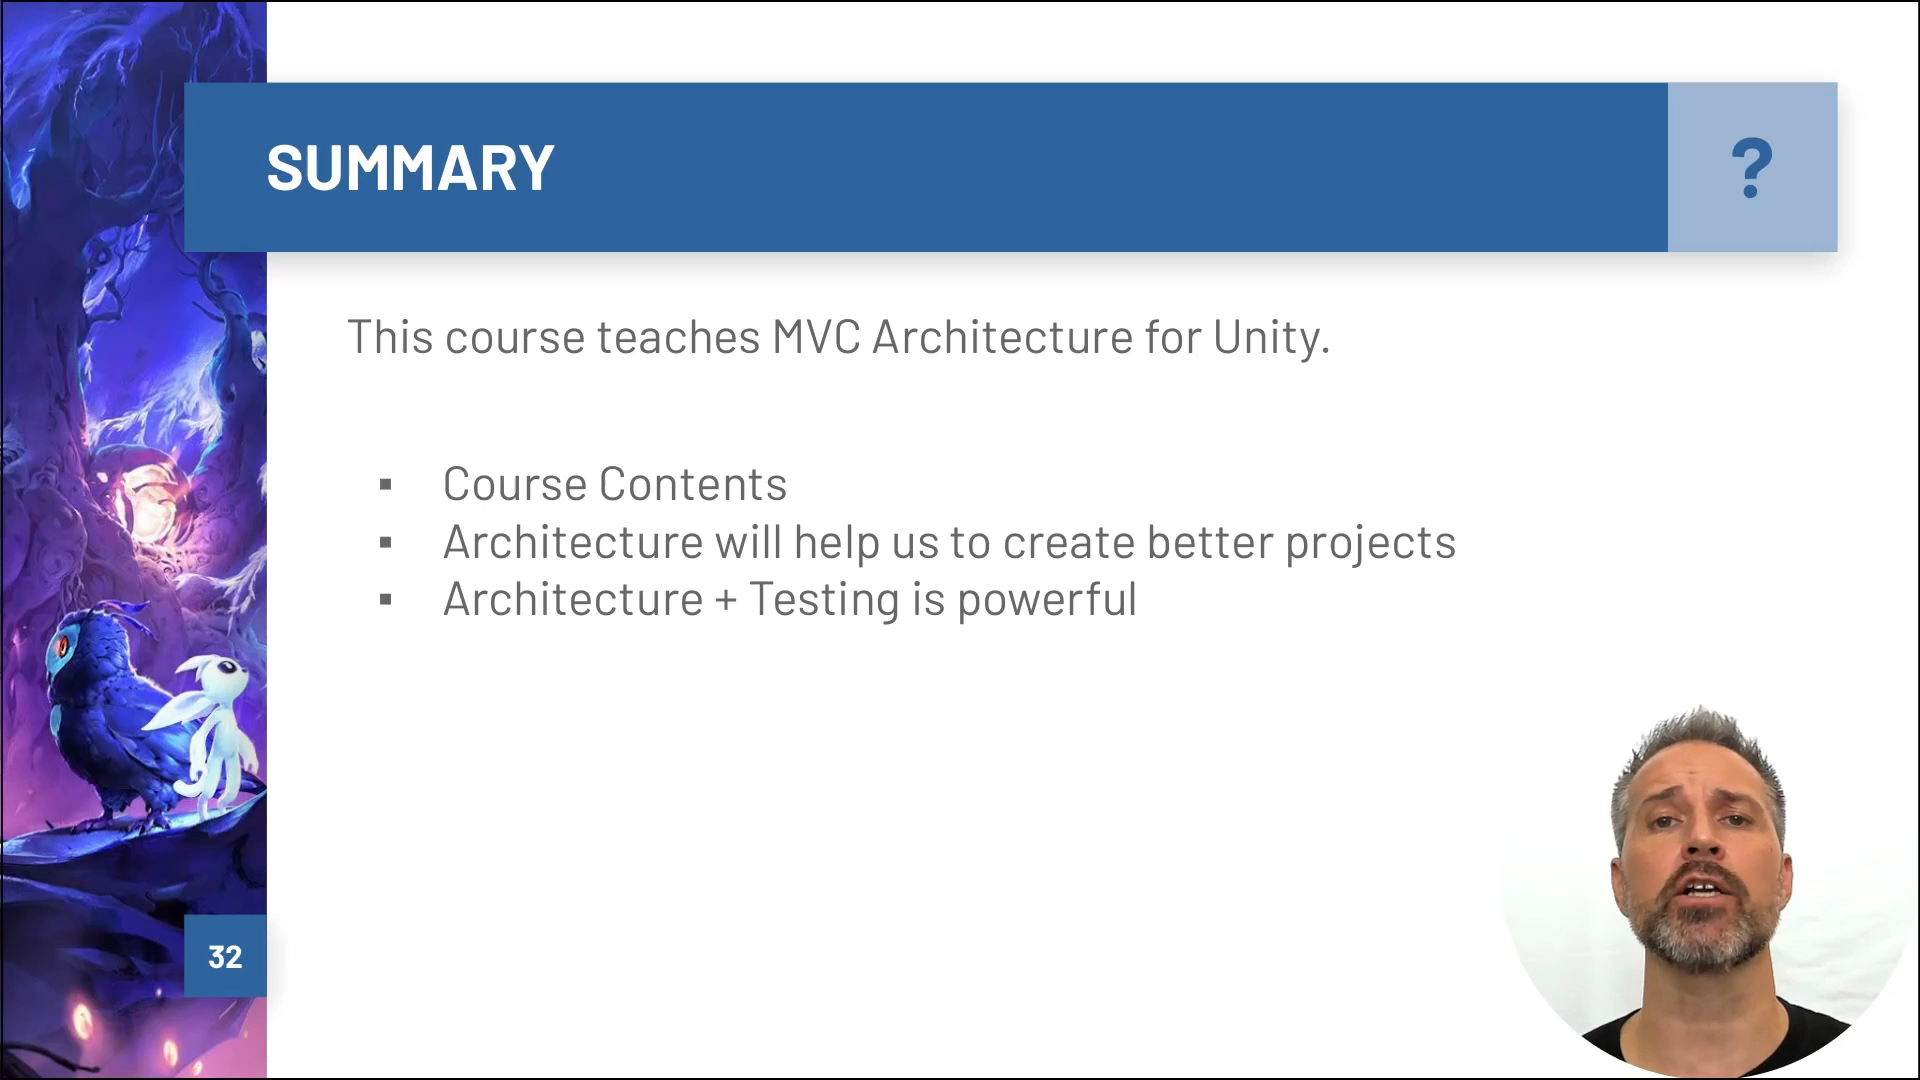 SUMMARY
?
This course teaches MVC Architecture for Unity.
▪ Course Contents
▪ Architecture will help us to create better projects
▪ Architecture + Testing is powerful
32